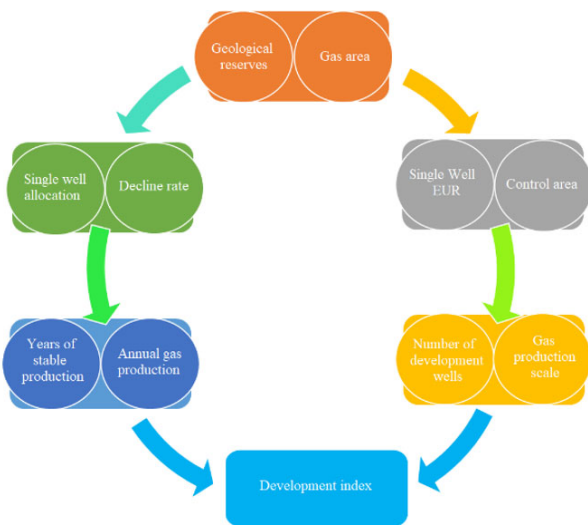 Geological
reserves
Gas area
Single well
allocation
Decline rate
Single Well
EUR
Control area
Years of
stable
production
Annual gas
production
Number of
development
wells
Gas
production
scale
Development index